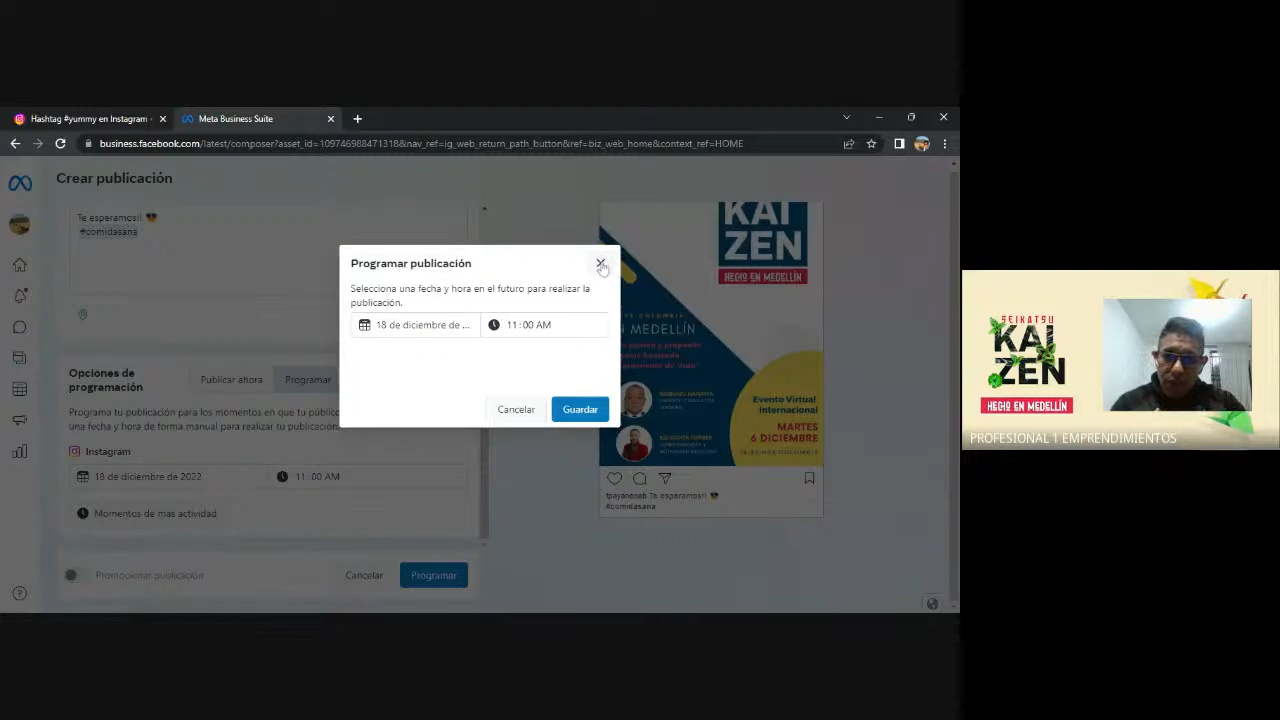 Hashtag #yummy en Instagram
Meta Business Suite
business.facebook.com/latest/composer?asset_id=109746988471318&nav_ref=ig_web_return_path_button&ref=biz_web_home&context_ref=HOME
Crear publicación
Te esperamos!! 😎
#comidasana
Programar publicación
Selecciona una fecha y hora en el futuro para realizar la
publicación.
18 de diciembre de ...
11:00 AM
Cancelar
Guardar
Opciones de
programación
Publicar ahora
Programar
Programa tu publicación para los momentos en que tu públic
una fecha y hora de forma manual para realizar tu publicación
Instagram
18 de diciembre de 2022
11:00 AM
Momentos de mas actividad
Promocionar publicación
Cancelar
Programar
KAI
ZEN
HECHO EN MEDELLÍN
COLOMBIA
N MEDELLÍN
Evento Virtual
Internacional
MARTES
6 DICIEMBRE
fpayaneneb Te esperamos!! 😎
#comidasana
SEIKATSU
KAI
ZEN
HECHO EN MEDELLÍN
PROFESIONAL 1 EMPRENDIMIENTOS